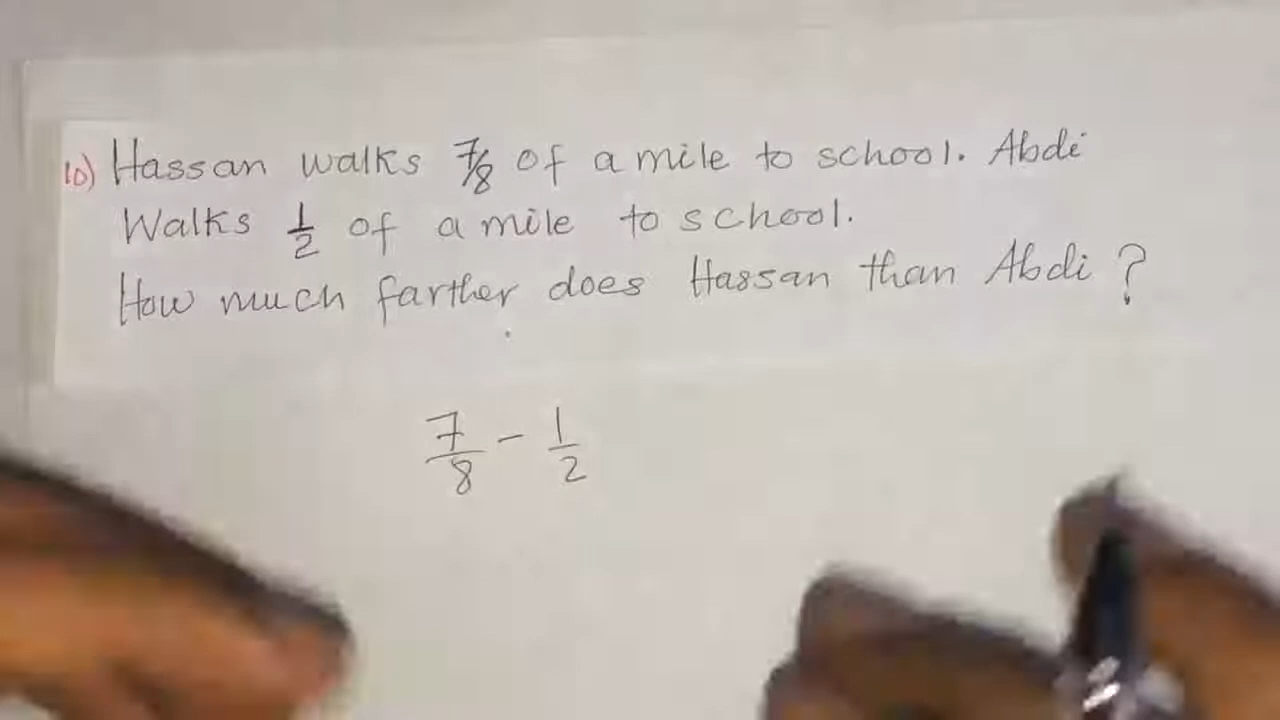 10) Hassan walks 7/8 of a mile to school. Abdi
Walks 1/2 of a mile to school.
How much farther does Hassan than Abdi ?
7/8 - 1/2